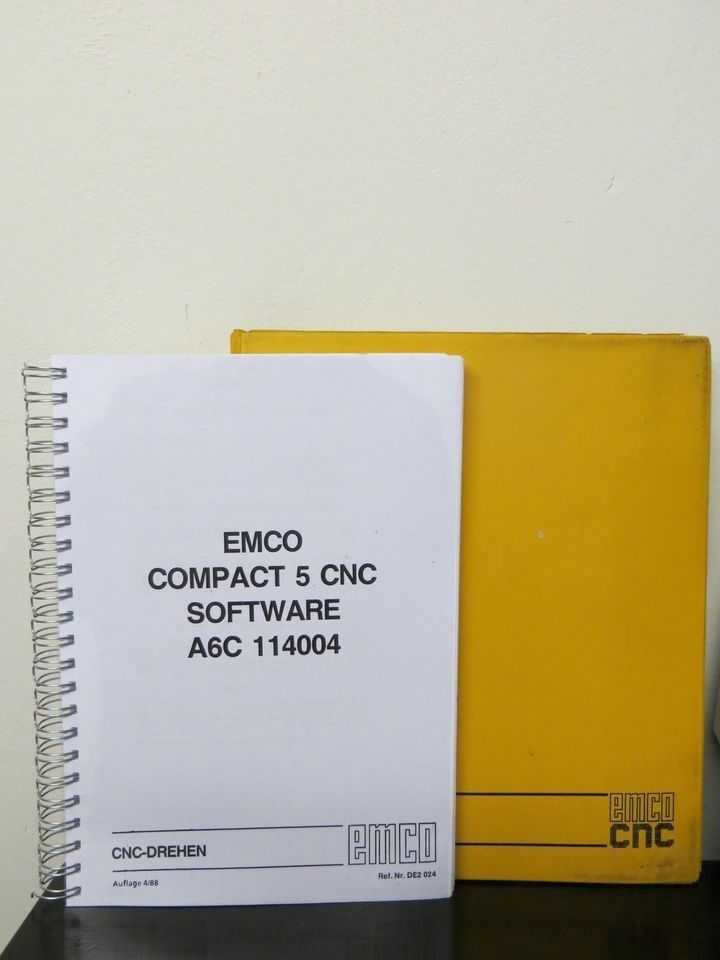 EMCO
COMPACT 5 CNC
SOFTWARE
A6C 114004
CNC-DREHEN
emco
Auflage 4/88
Ref. Nr. DE2 024
emco
cnc